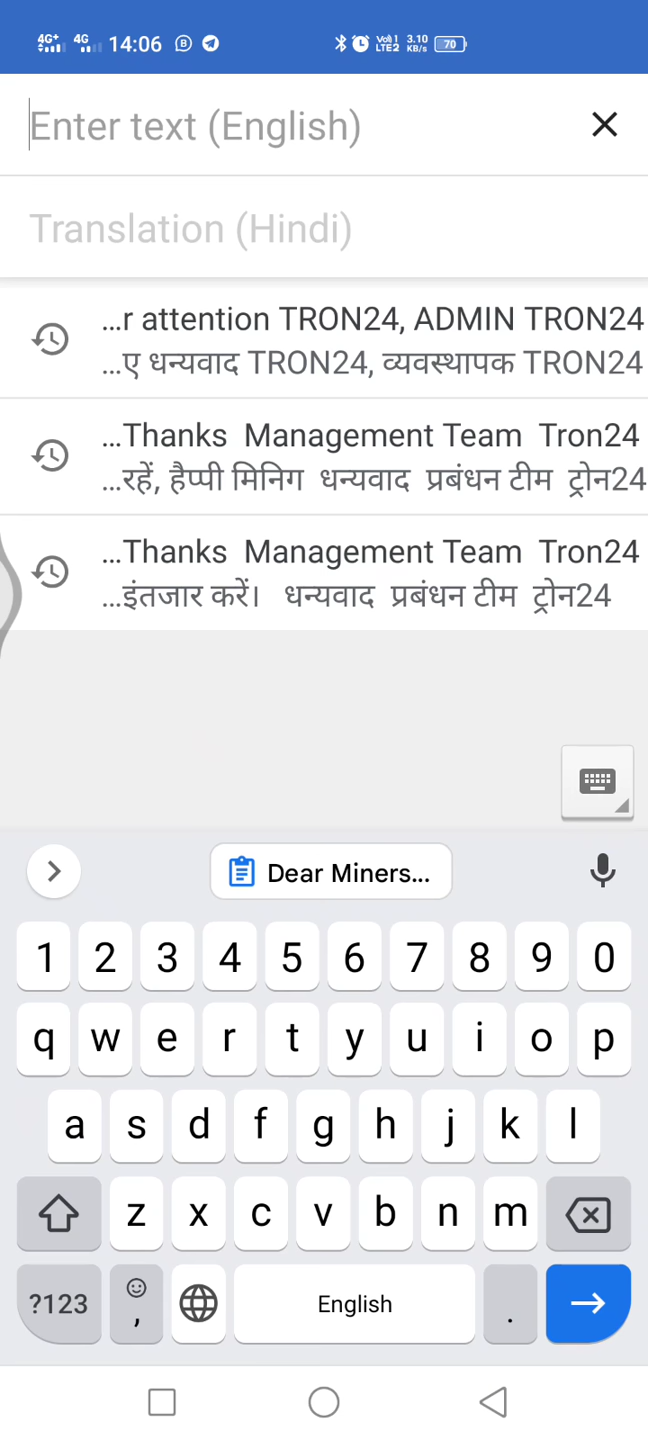 4G+ 4G 14:06 B Vo)) 1 LTE2 3.10 KB/s 70
Enter text (English)
Translation (Hindi)
...r attention TRON24, ADMIN TRON24
...ए धन्यवाद TRON24, व्यवस्थापक TRON24
...Thanks Management Team Tron24
...रहें, हैप्पी मिनिग धन्यवाद प्रबंधन टीम ट्रोन24
...Thanks Management Team Tron24
...इंतजार करें। धन्यवाद प्रबंधन टीम ट्रोन24
Dear Miners...
1 2 3 4 5 6 7 8 9 0
q w e r t y u i o p
a s d f g h j k l
z x c v b n m
?123 , English .